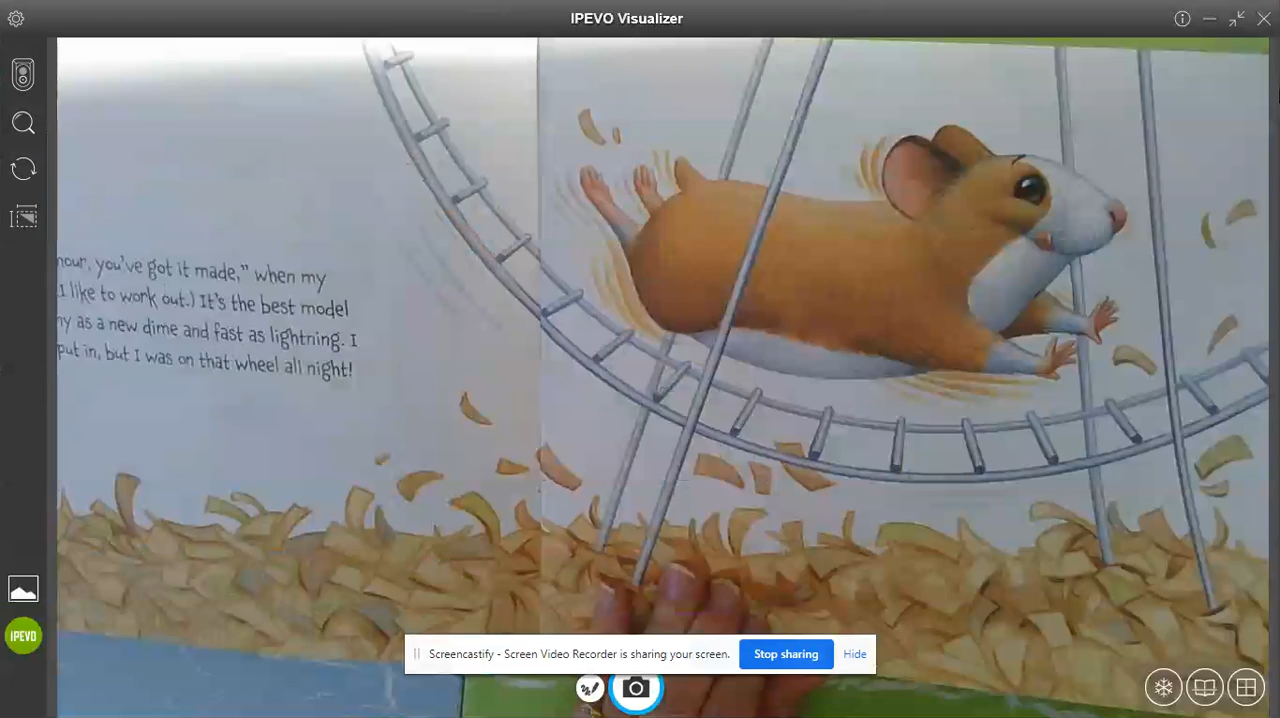 IPEVO Visualizer
hour, you've got it made," when my
I like to work out.) It's the best model
as a new dime and fast as lightning. I
put in, but I was on that wheel all night!
Screencastify - Screen Video Recorder is sharing your screen.
Stop sharing
Hide
IPEVO